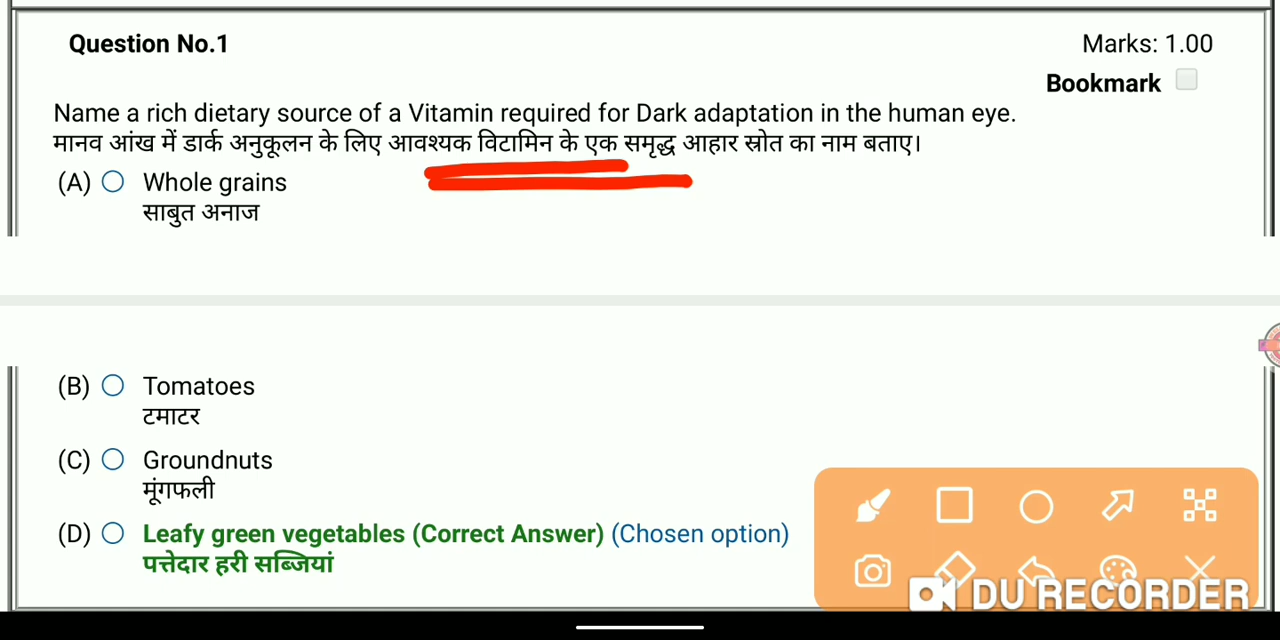 Question No.1
Marks: 1.00
Bookmark
Name a rich dietary source of a Vitamin required for Dark adaptation in the human eye.
मानव आंख में डार्क अनुकूलन के लिए आवश्यक विटामिन के एक समृद्ध आहार स्रोत का नाम बताए।
(A) Whole grains
साबुत अनाज
(B) Tomatoes
टमाटर
(C) Groundnuts
मूंगफली
(D) Leafy green vegetables (Correct Answer) (Chosen option)
पत्तेदार हरी सब्जियां
DU RECORDER